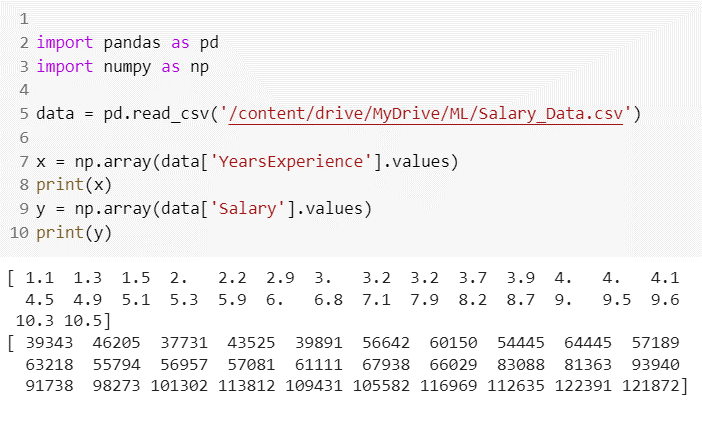 1
2 import pandas as pd
3 import numpy as np
4
5 data = pd.read_csv('/content/drive/MyDrive/ML/Salary_Data.csv')
6
7 x = np.array(data['YearsExperience'].values)
8 print(x)
9 y = np.array(data['Salary'].values)
10 print(y)
[ 1.1 1.3 1.5 2. 2.2 2.9 3. 3.2 3.2 3.7 3.9 4. 4. 4.1
4.5 4.9 5.1 5.3 5.9 6. 6.8 7.1 7.9 8.2 8.7 9. 9.5 9.6
10.3 10.5]
[ 39343 46205 37731 43525 39891 56642 60150 54445 64445 57189
63218 55794 56957 57081 61111 67938 66029 83088 81363 93940
91738 98273 101302 113812 109431 105582 116969 112635 122391 121872]